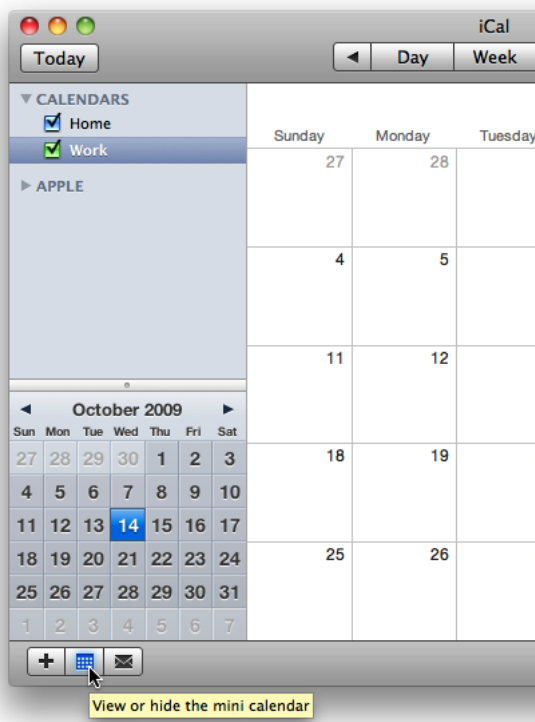 iCal
Today ◀ Day Week
▼ CALENDARS
Home
Work
▶ APPLE
Sunday Monday Tuesday
27 28
4 5
11 12
18 19
25 26
◀ October 2009 ▶
Sun Mon Tue Wed Thu Fri Sat
27 28 29 30 1 2 3
4 5 6 7 8 9 10
11 12 13 14 15 16 17
18 19 20 21 22 23 24
25 26 27 28 29 30 31
1 2 3 4 5 6 7
View or hide the mini calendar